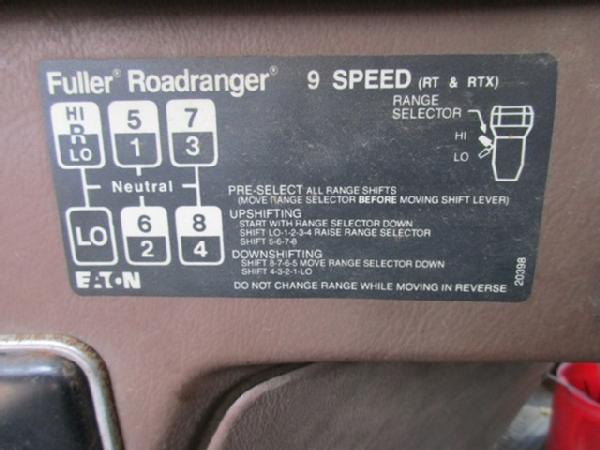 Fuller® Roadranger® 9 SPEED (RT & RTX)
RANGE
SELECTOR
HI
LO
HI
R
LO
5
1
7
3
Neutral
LO
6
2
8
4
PRE-SELECT ALL RANGE SHIFTS
(MOVE RANGE SELECTOR BEFORE MOVING SHIFT LEVER)
UPSHIFTING
START WITH RANGE SELECTOR DOWN
SHIFT LO-1-2-3-4 RAISE RANGE SELECTOR
SHIFT 5-6-7-8
DOWNSHIFTING
SHIFT 8-7-6-5 MOVE RANGE SELECTOR DOWN
SHIFT 4-3-2-1-LO
DO NOT CHANGE RANGE WHILE MOVING IN REVERSE
EATON
20398